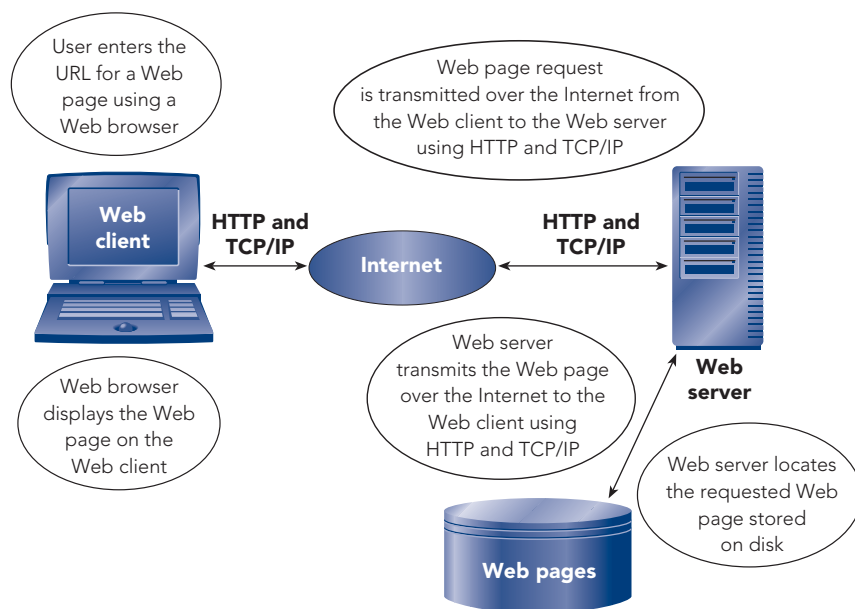 User enters the
URL for a Web
page using a
Web browser
Web page request
is transmitted over the Internet from
the Web client to the Web server
using HTTP and TCP/IP
Web
client
HTTP and
TCP/IP
Internet
HTTP and
TCP/IP
Web
server
Web browser
displays the Web
page on the
Web client
Web server
transmits the Web page
over the Internet to the
Web client using
HTTP and TCP/IP
Web server locates
the requested Web
page stored
on disk
Web pages